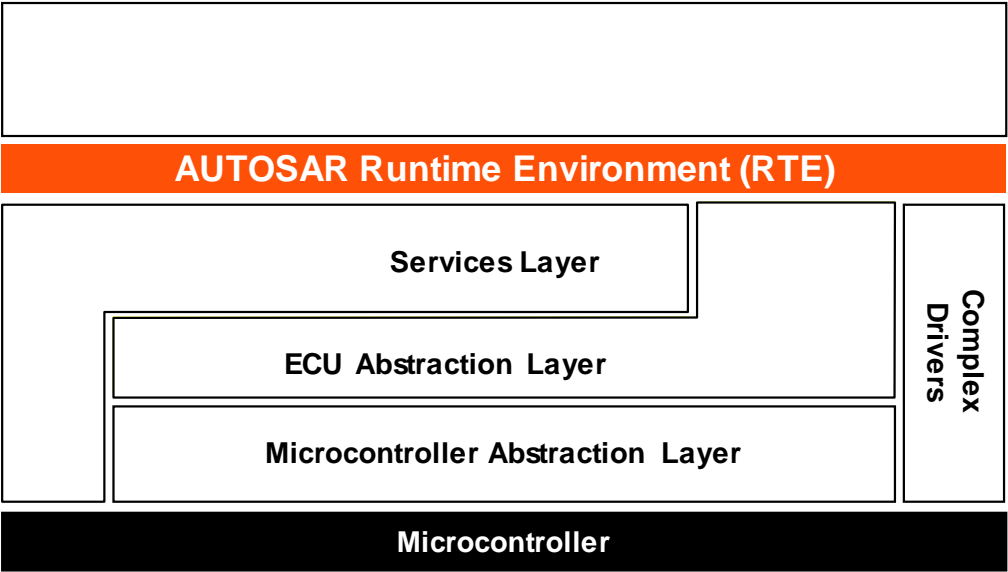 AUTOSAR Runtime Environment (RTE)
Services Layer
Complex
Drivers
ECU Abstraction Layer
Microcontroller Abstraction Layer
Microcontroller